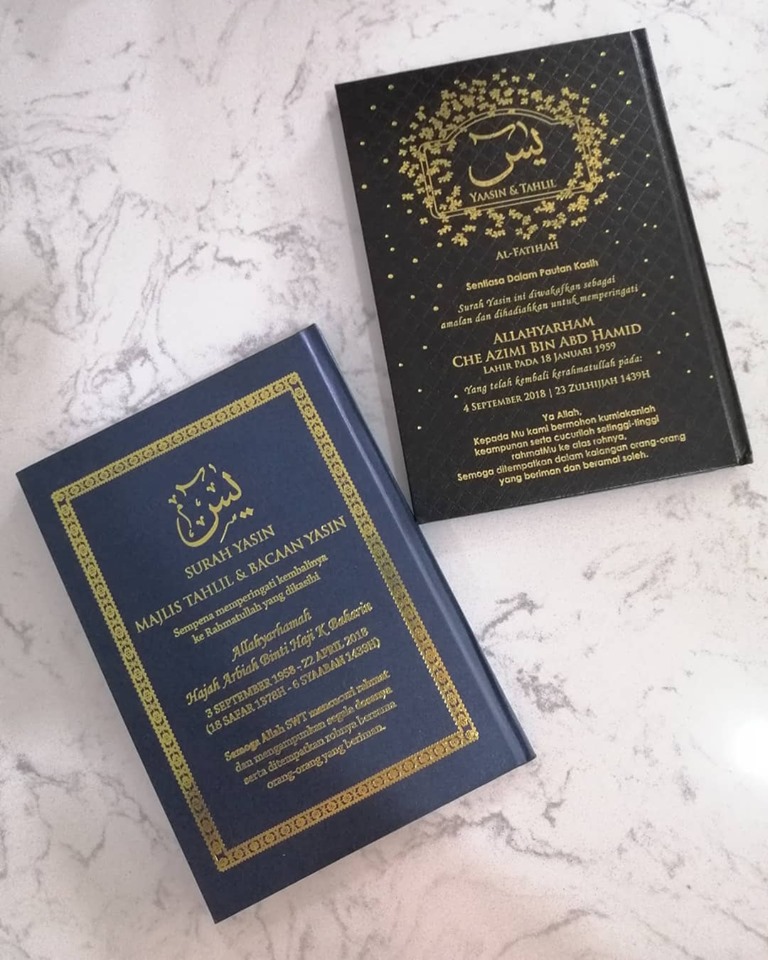 يس
YAASIN & TAHLIL
AL-FATIHAH
Sentiasa Dalam Pautan Kasih
Surah Yasin ini diwakafkan sebagai
amalan dan dihadiahkan untuk memperingati
ALLAHYARHAM
CHE AZIMI BIN ABD HAMID
LAHIR PADA 18 JANUARI 1959
Yang telah kembali kerahmatullah pada:
4 SEPTEMBER 2018 | 23 ZULHIJJAH 1439H
Ya Allah,
Kepada Mu kami bermohon kurniakanlah
keampunan serta cucurilah setinggi-tinggi
rahmatMu ke atas rohnya,
Semoga ditempatkan dalam kalangan orang-orang
yang beriman dan beramal soleh.
يس
SURAH YASIN
MAJLIS TAHLIL & BACAAN YASIN
Sempena memperingati kembalinya
ke Rahmatullah yang dikasihi
Allahyarhamah
Hajah Arbiah Binti Haji K Baharin
3 SEPTEMBER 1958 - 22 APRIL 2018
(18 SAFAR 1378H - 6 SYAABAN 1439H)
Semoga Allah SWT mencucuri rahmat
dan mengampunkan segala dosanya
serta ditempatkan rohnya bersama
orang-orang yang beriman.